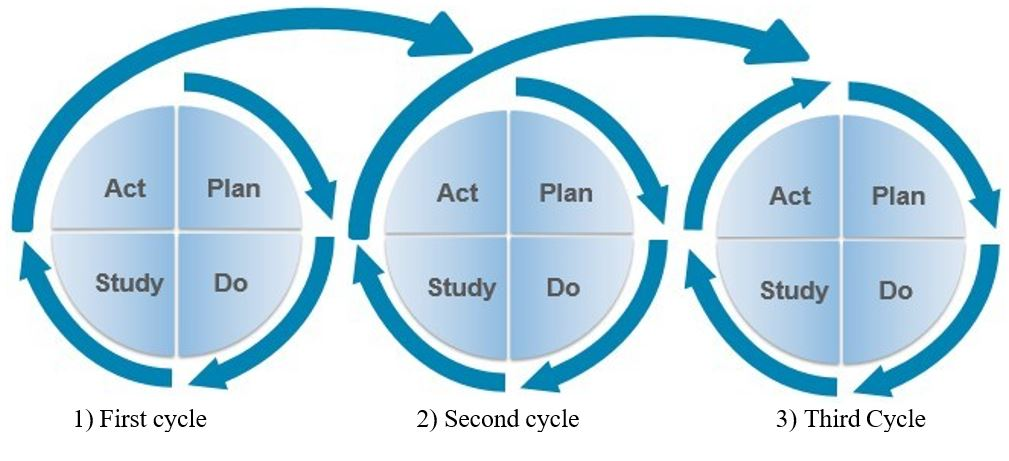 Act Plan
Study Do
1) First cycle
Act Plan
Study Do
2) Second cycle
Act Plan
Study Do
3) Third Cycle